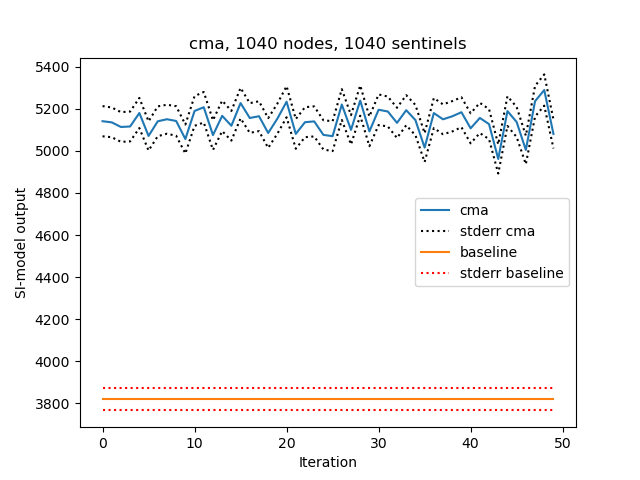 cma, 1040 nodes, 1040 sentinels
5400
5200
5000
4800
4600
4400
4200
4000
3800
SI-model output
cma
stderr cma
baseline
stderr baseline
0 10 20 30 40 50
Iteration